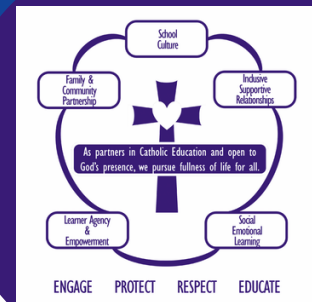 School
Culture
Family &
Community
Partnership
Inclusive
Supportive
Relationships
As partners in Catholic Education and open to
God's presence, we pursue fullness of life for all.
Learner Agency
&
Empowerment
Social
Emotional
Learning
ENGAGE PROTECT RESPECT EDUCATE